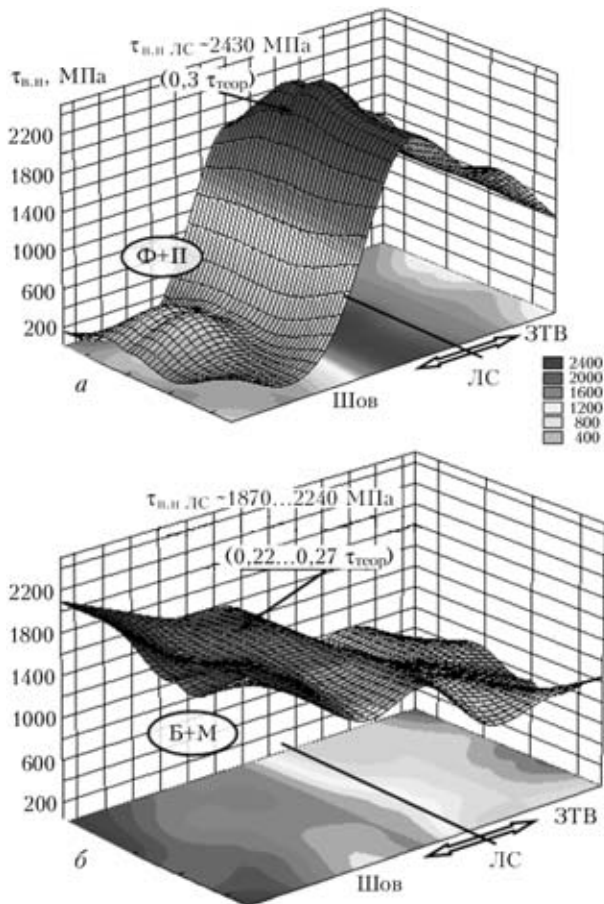 τв.н ЛС ~2430 МПа
τв.н, МПа
(0,3 τтеор)
2200
1800
1400
1000
600
200
Ф+П
а
Шов
ЛС
ЗТВ
2400
2000
1600
1200
800
400
τв.н ЛС ~1870...2240 МПа
(0,22...0,27 τтеор)
2200
1800
1400
1000
600
200
Б+М
б
Шов
ЛС
ЗТВ